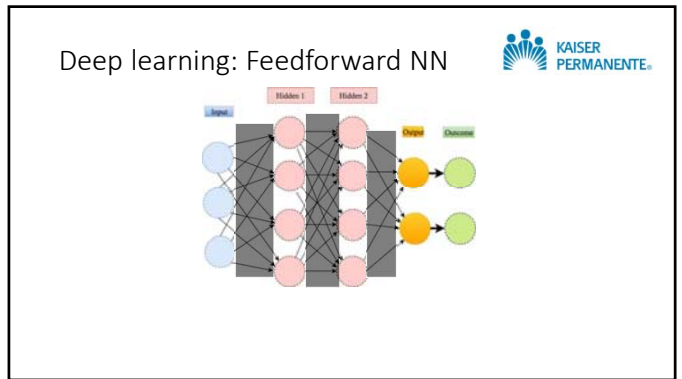 Deep learning: Feedforward NN
KAISER
PERMANENTE®
Hidden 1
Hidden 2
Input
Output
Outcome